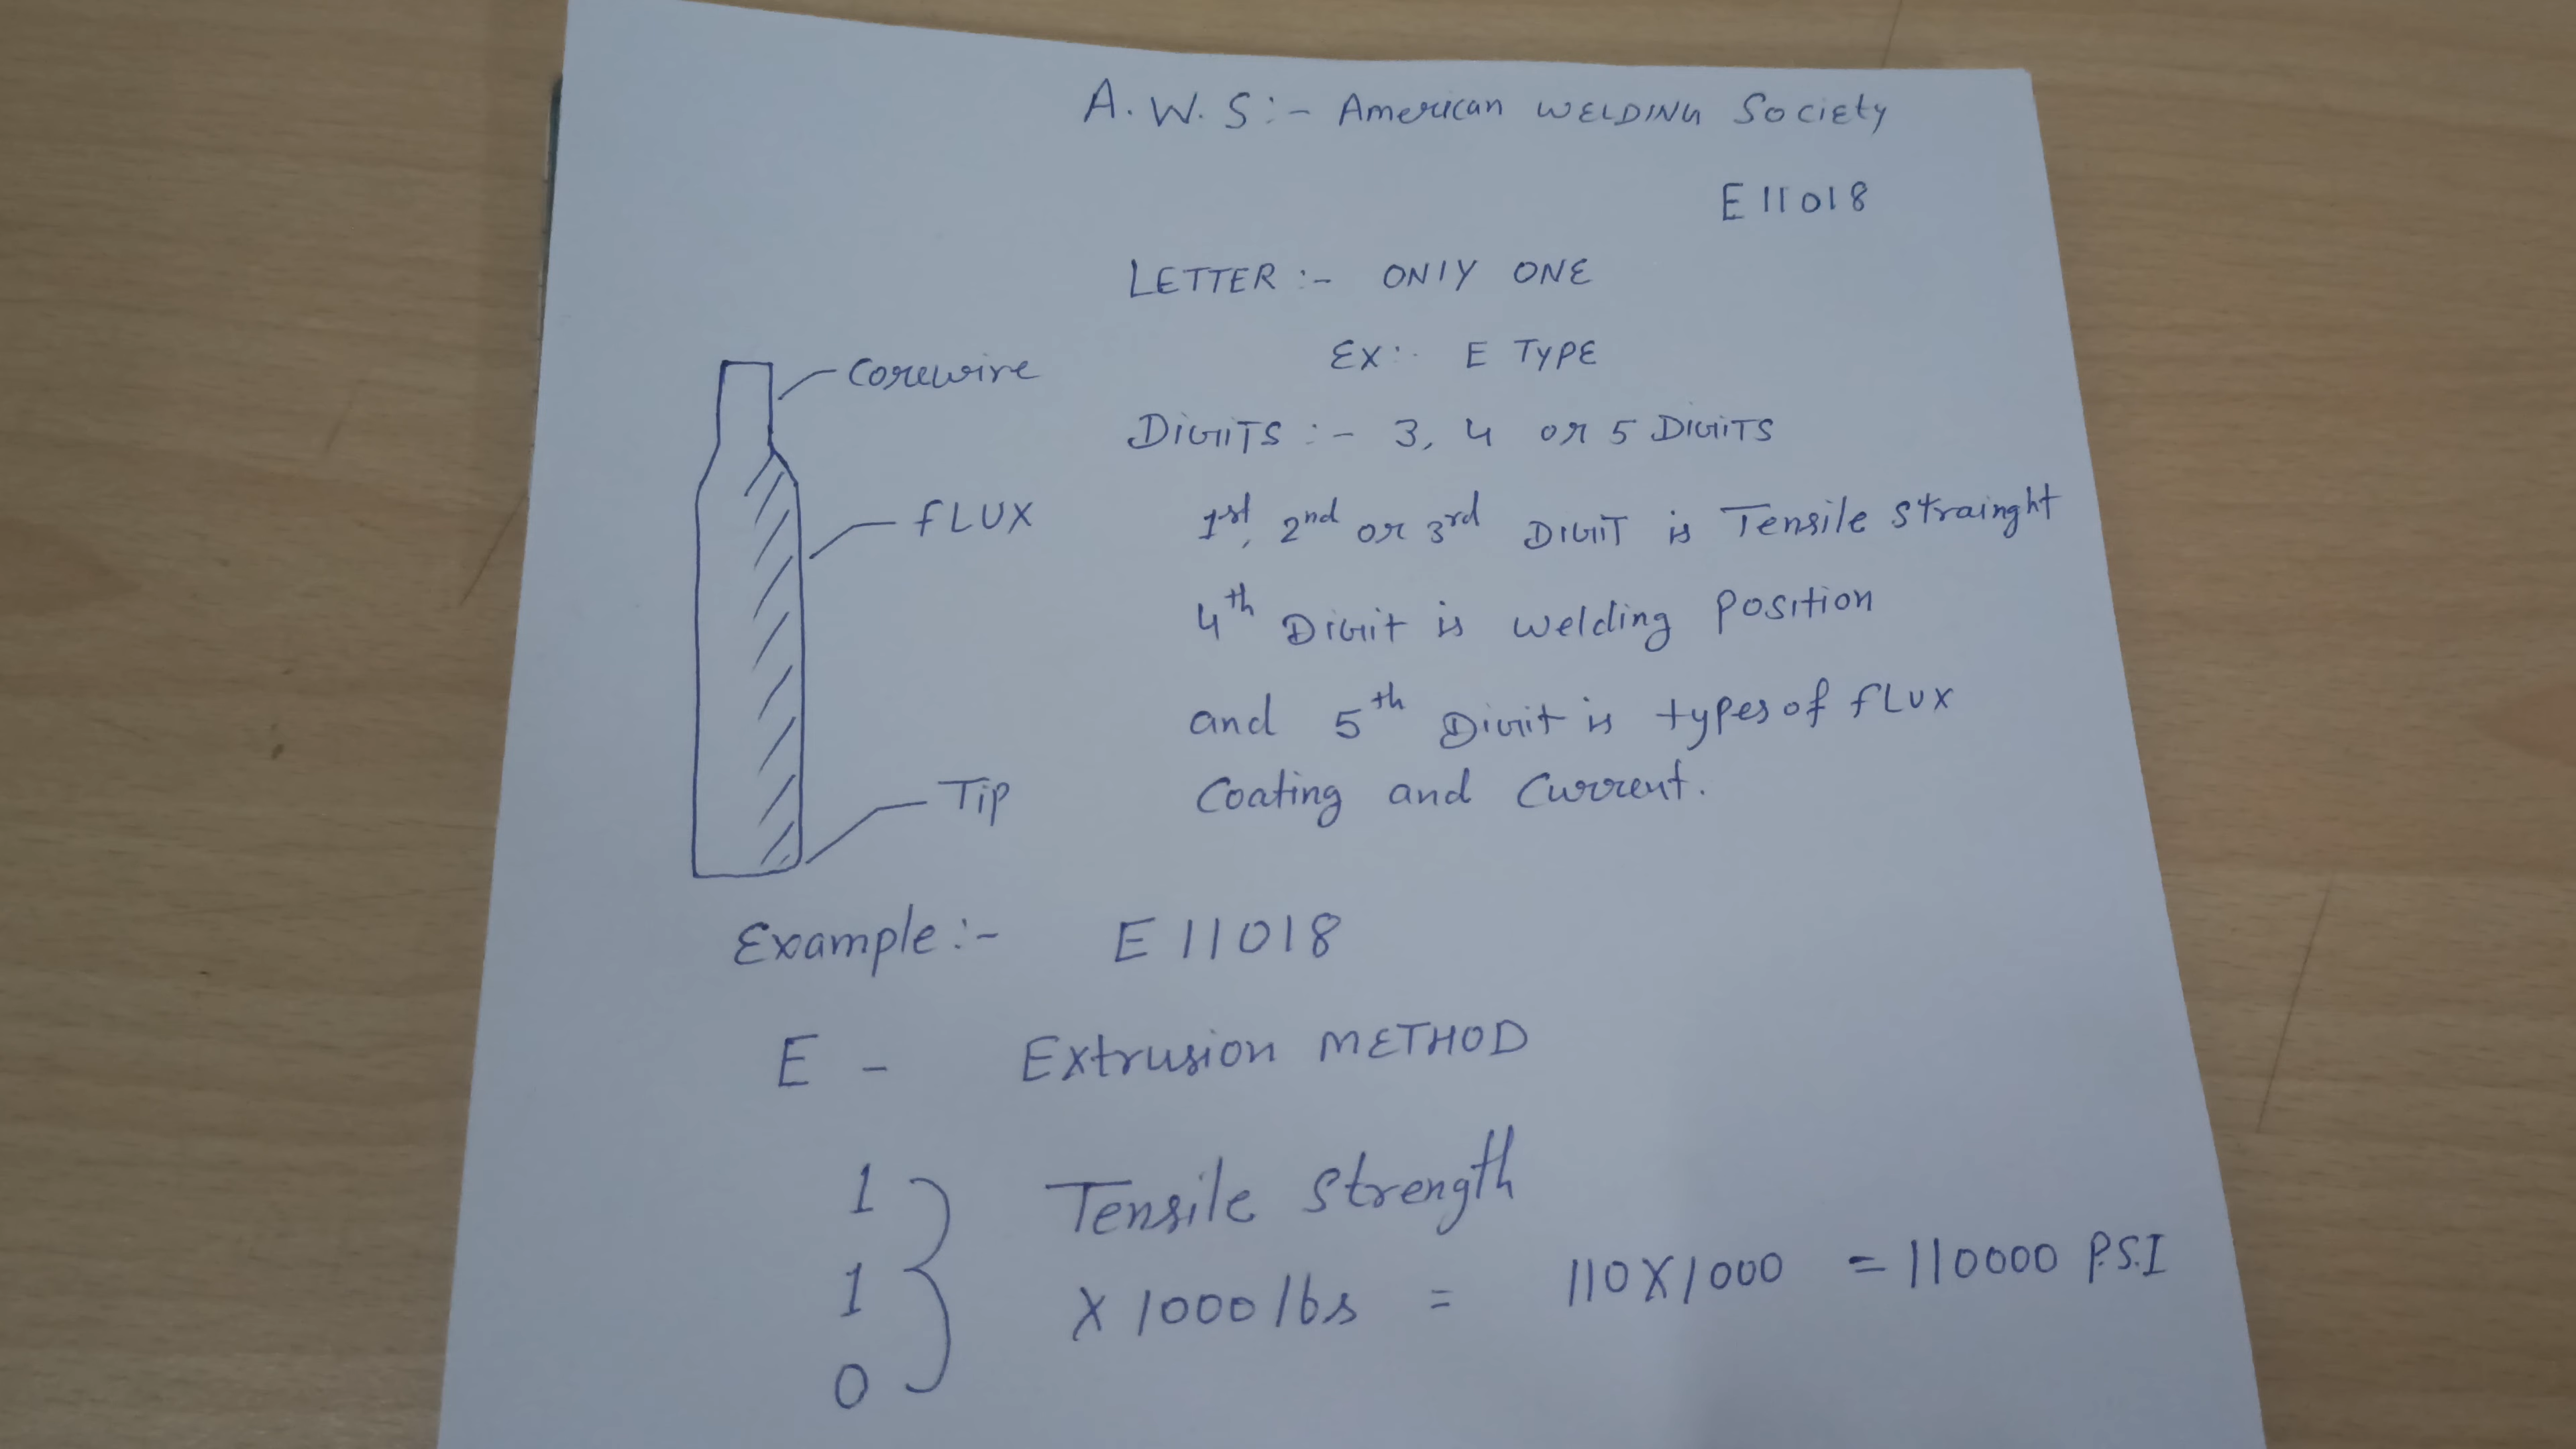 A.W.S:- American WELDING Society
E11018
LETTER :- ONlY ONE
EX:- E TYPE
Corewire
DIGITS :- 3, 4 or 5 DIGITS
fLUX
1st, 2nd or 3rd DIGIT is Tensile strainght
4th Digit is welding Position
and 5th Digit is types of fLUX
Tip
Coating and Current.
Example:- E 11018
E - Extrusion METHOD
1
1
0
Tensile Strength
X 1000 lbs = 110X1000 = 110000 P.S.I